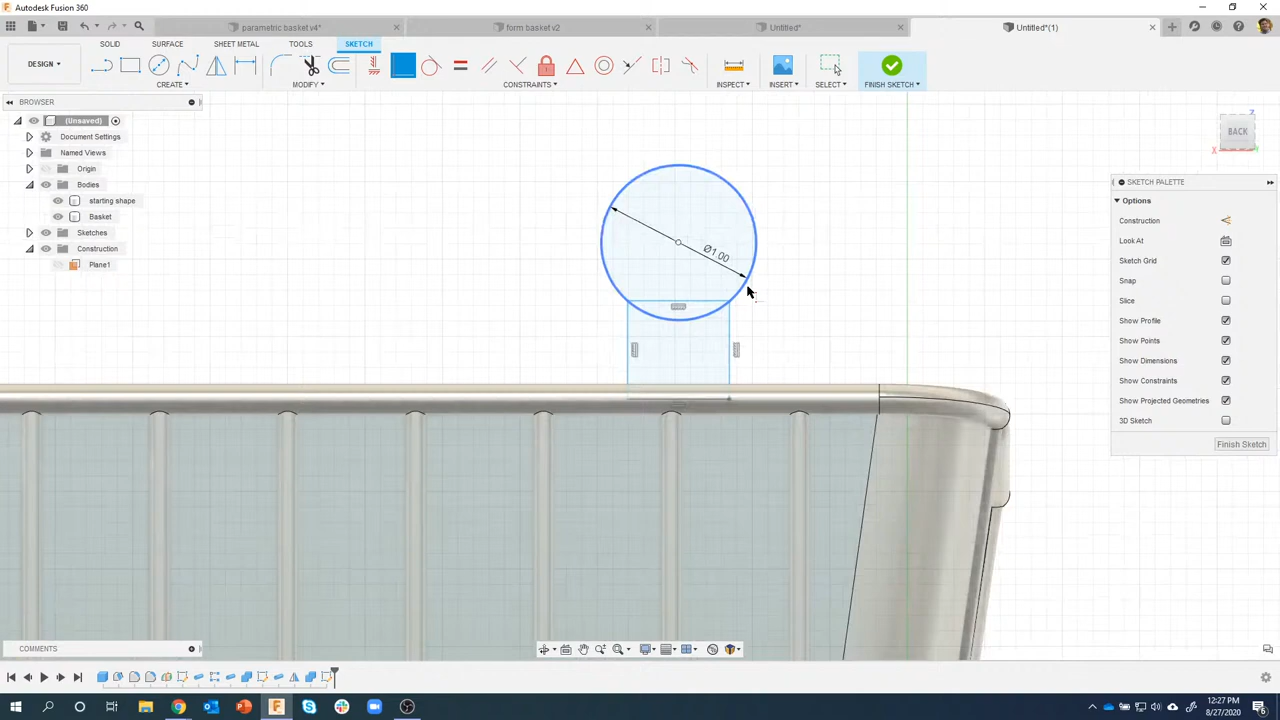 Autodesk Fusion 360
parametric basket v4*
form basket v2
Untitled*
Untitled*(1)
SOLID
SURFACE
SHEET METAL
TOOLS
SKETCH
DESIGN
CREATE
MODIFY
CONSTRAINTS
INSPECT
INSERT
SELECT
FINISH SKETCH
BROWSER
(Unsaved)
Document Settings
Named Views
Origin
Bodies
starting shape
Basket
Sketches
Construction
Plane1
Ø1.00
Z
BACK
X
SKETCH PALETTE
Options
Construction
Look At
Sketch Grid
Snap
Slice
Show Profile
Show Points
Show Dimensions
Show Constraints
Show Projected Geometries
3D Sketch
Finish Sketch
COMMENTS
12:27 PM
8/27/2020